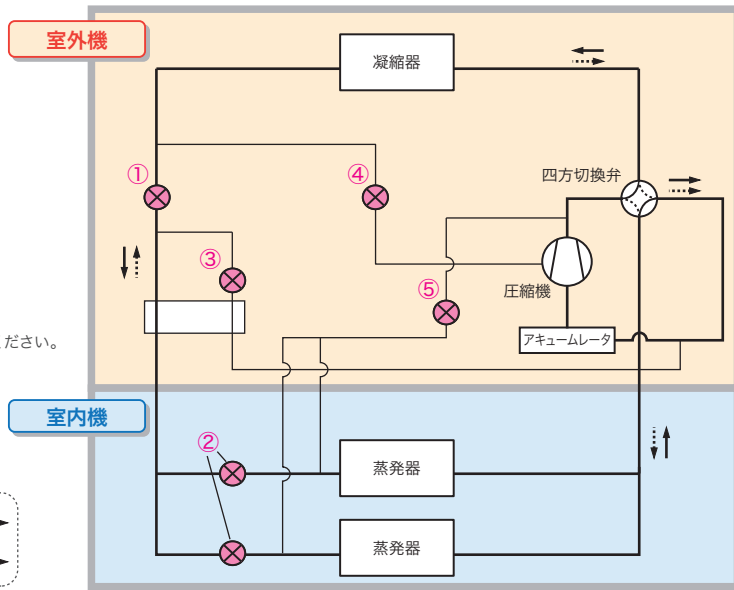 室外機
凝縮器
①
④
四方切換弁
③
⑤
圧縮機
アキュームレータ
ださい。
室内機
②
蒸発器
蒸発器